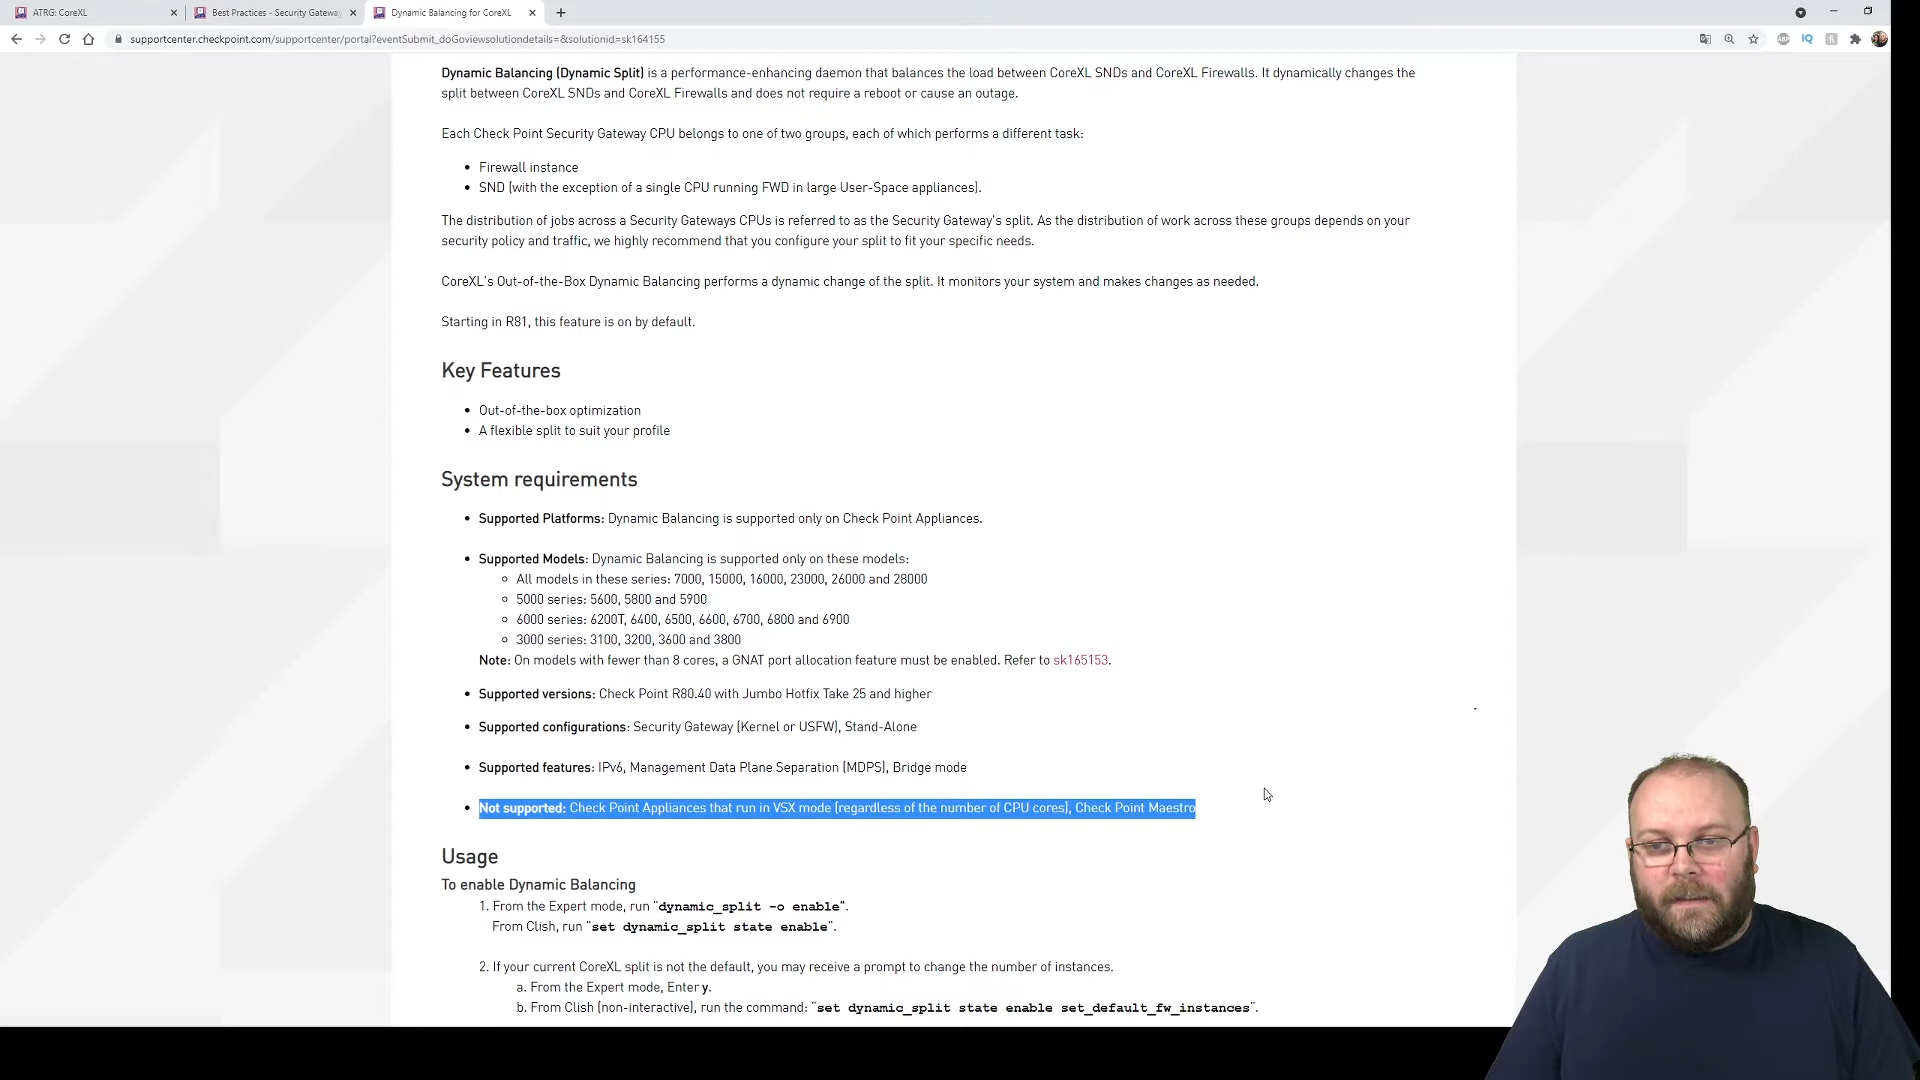 ATRG: CoreXL
Best Practices - Security Gateway
Dynamic Balancing for CoreXL
supportcenter.checkpoint.com/supportcenter/portal?eventSubmit_doGoviewsolutiondetails=&solutionid=sk164155
ABP
IQ
Dynamic Balancing (Dynamic Split) is a performance-enhancing daemon that balances the load between CoreXL SNDs and CoreXL Firewalls. It dynamically changes the
split between CoreXL SNDs and CoreXL Firewalls and does not require a reboot or cause an outage.
Each Check Point Security Gateway CPU belongs to one of two groups, each of which performs a different task:
• Firewall instance
• SND (with the exception of a single CPU running FWD in large User-Space appliances).
The distribution of jobs across a Security Gateways CPUs is referred to as the Security Gateway's split. As the distribution of work across these groups depends on your
security policy and traffic, we highly recommend that you configure your split to fit your specific needs.
CoreXL's Out-of-the-Box Dynamic Balancing performs a dynamic change of the split. It monitors your system and makes changes as needed.
Starting in R81, this feature is on by default.
Key Features
• Out-of-the-box optimization
• A flexible split to suit your profile
System requirements
• Supported Platforms: Dynamic Balancing is supported only on Check Point Appliances.
• Supported Models: Dynamic Balancing is supported only on these models:
○ All models in these series: 7000, 15000, 16000, 23000, 26000 and 28000
○ 5000 series: 5600, 5800 and 5900
○ 6000 series: 6200T, 6400, 6500, 6600, 6700, 6800 and 6900
○ 3000 series: 3100, 3200, 3600 and 3800
Note: On models with fewer than 8 cores, a GNAT port allocation feature must be enabled. Refer to sk165153.
• Supported versions: Check Point R80.40 with Jumbo Hotfix Take 25 and higher
• Supported configurations: Security Gateway (Kernel or USFW), Stand-Alone
• Supported features: IPv6, Management Data Plane Separation (MDPS), Bridge mode
• Not supported: Check Point Appliances that run in VSX mode (regardless of the number of CPU cores), Check Point Maestro
Usage
To enable Dynamic Balancing
1. From the Expert mode, run "dynamic_split -o enable".
From Clish, run "set dynamic_split state enable".
2. If your current CoreXL split is not the default, you may receive a prompt to change the number of instances.
a. From the Expert mode, Enter y.
b. From Clish (non-interactive), run the command: "set dynamic_split state enable set_default_fw_instances".